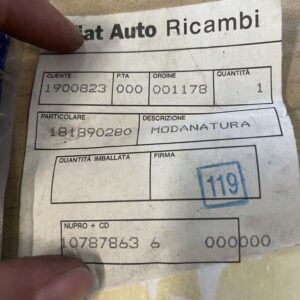 iat Auto Ricambi
CLIENTE P.TA ORDINE QUANTITÀ
1900823 000 001178 1
PARTICOLARE DESCRIZIONE
181890280 MODANATURA
QUANTITÀ IMBALLATA FIRMA
119
NUPRO + CD
10787863 6 000000